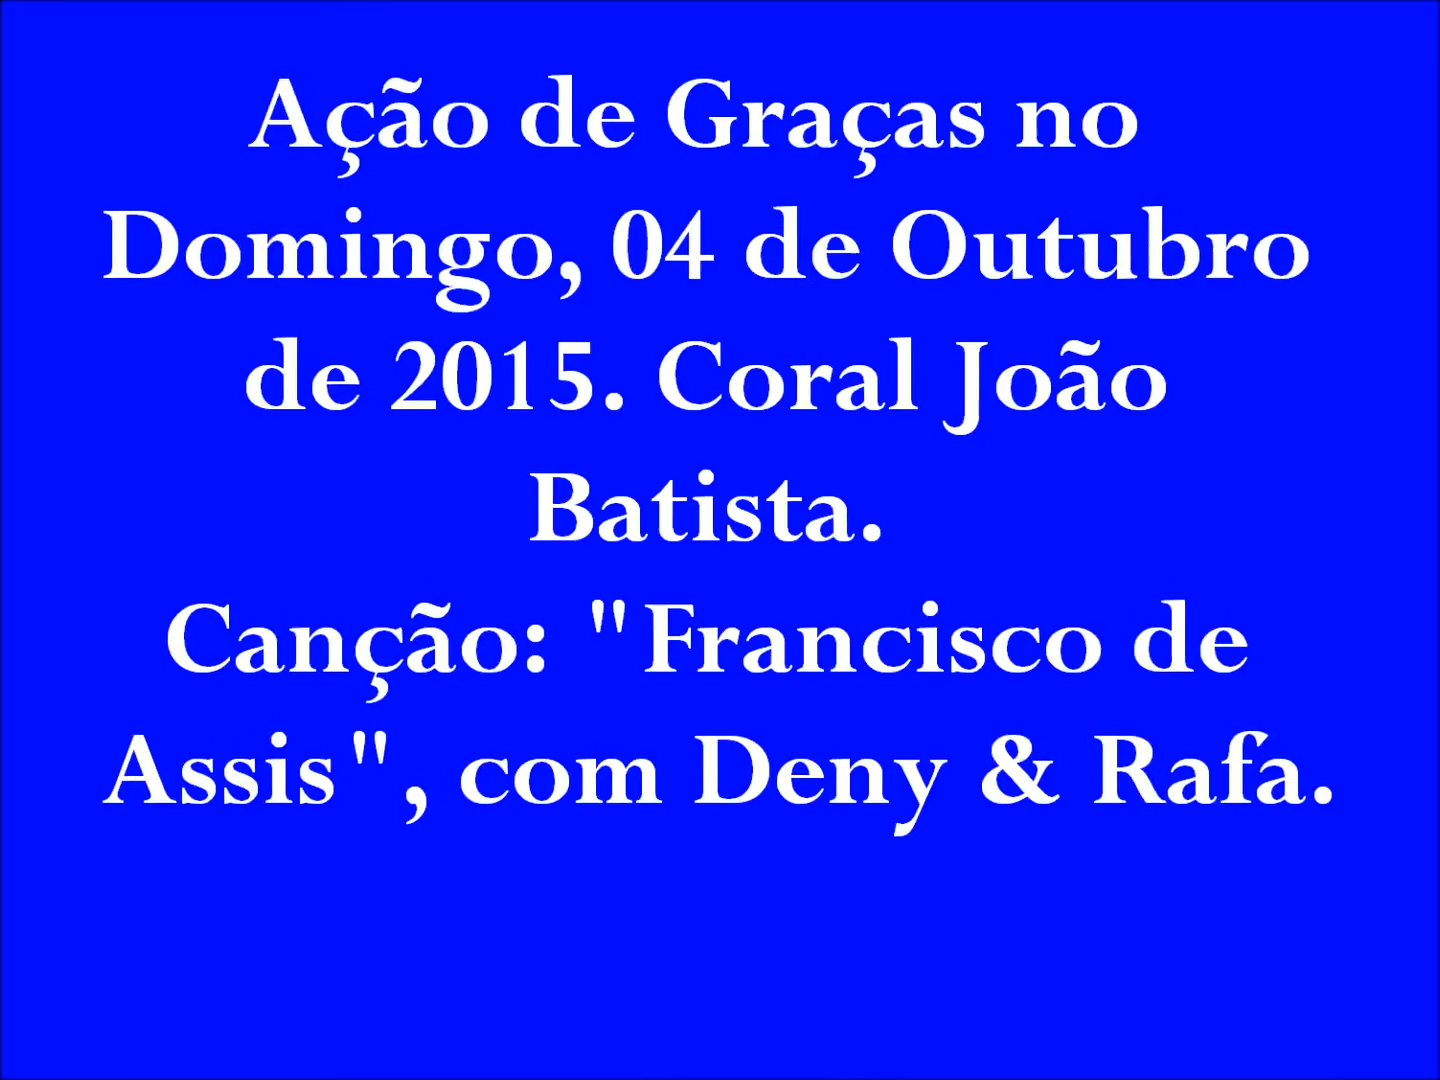 Ação de Graças no
Domingo, 04 de Outubro
de 2015. Coral João
Batista.
Canção: "Francisco de
Assis", com Deny & Rafa.